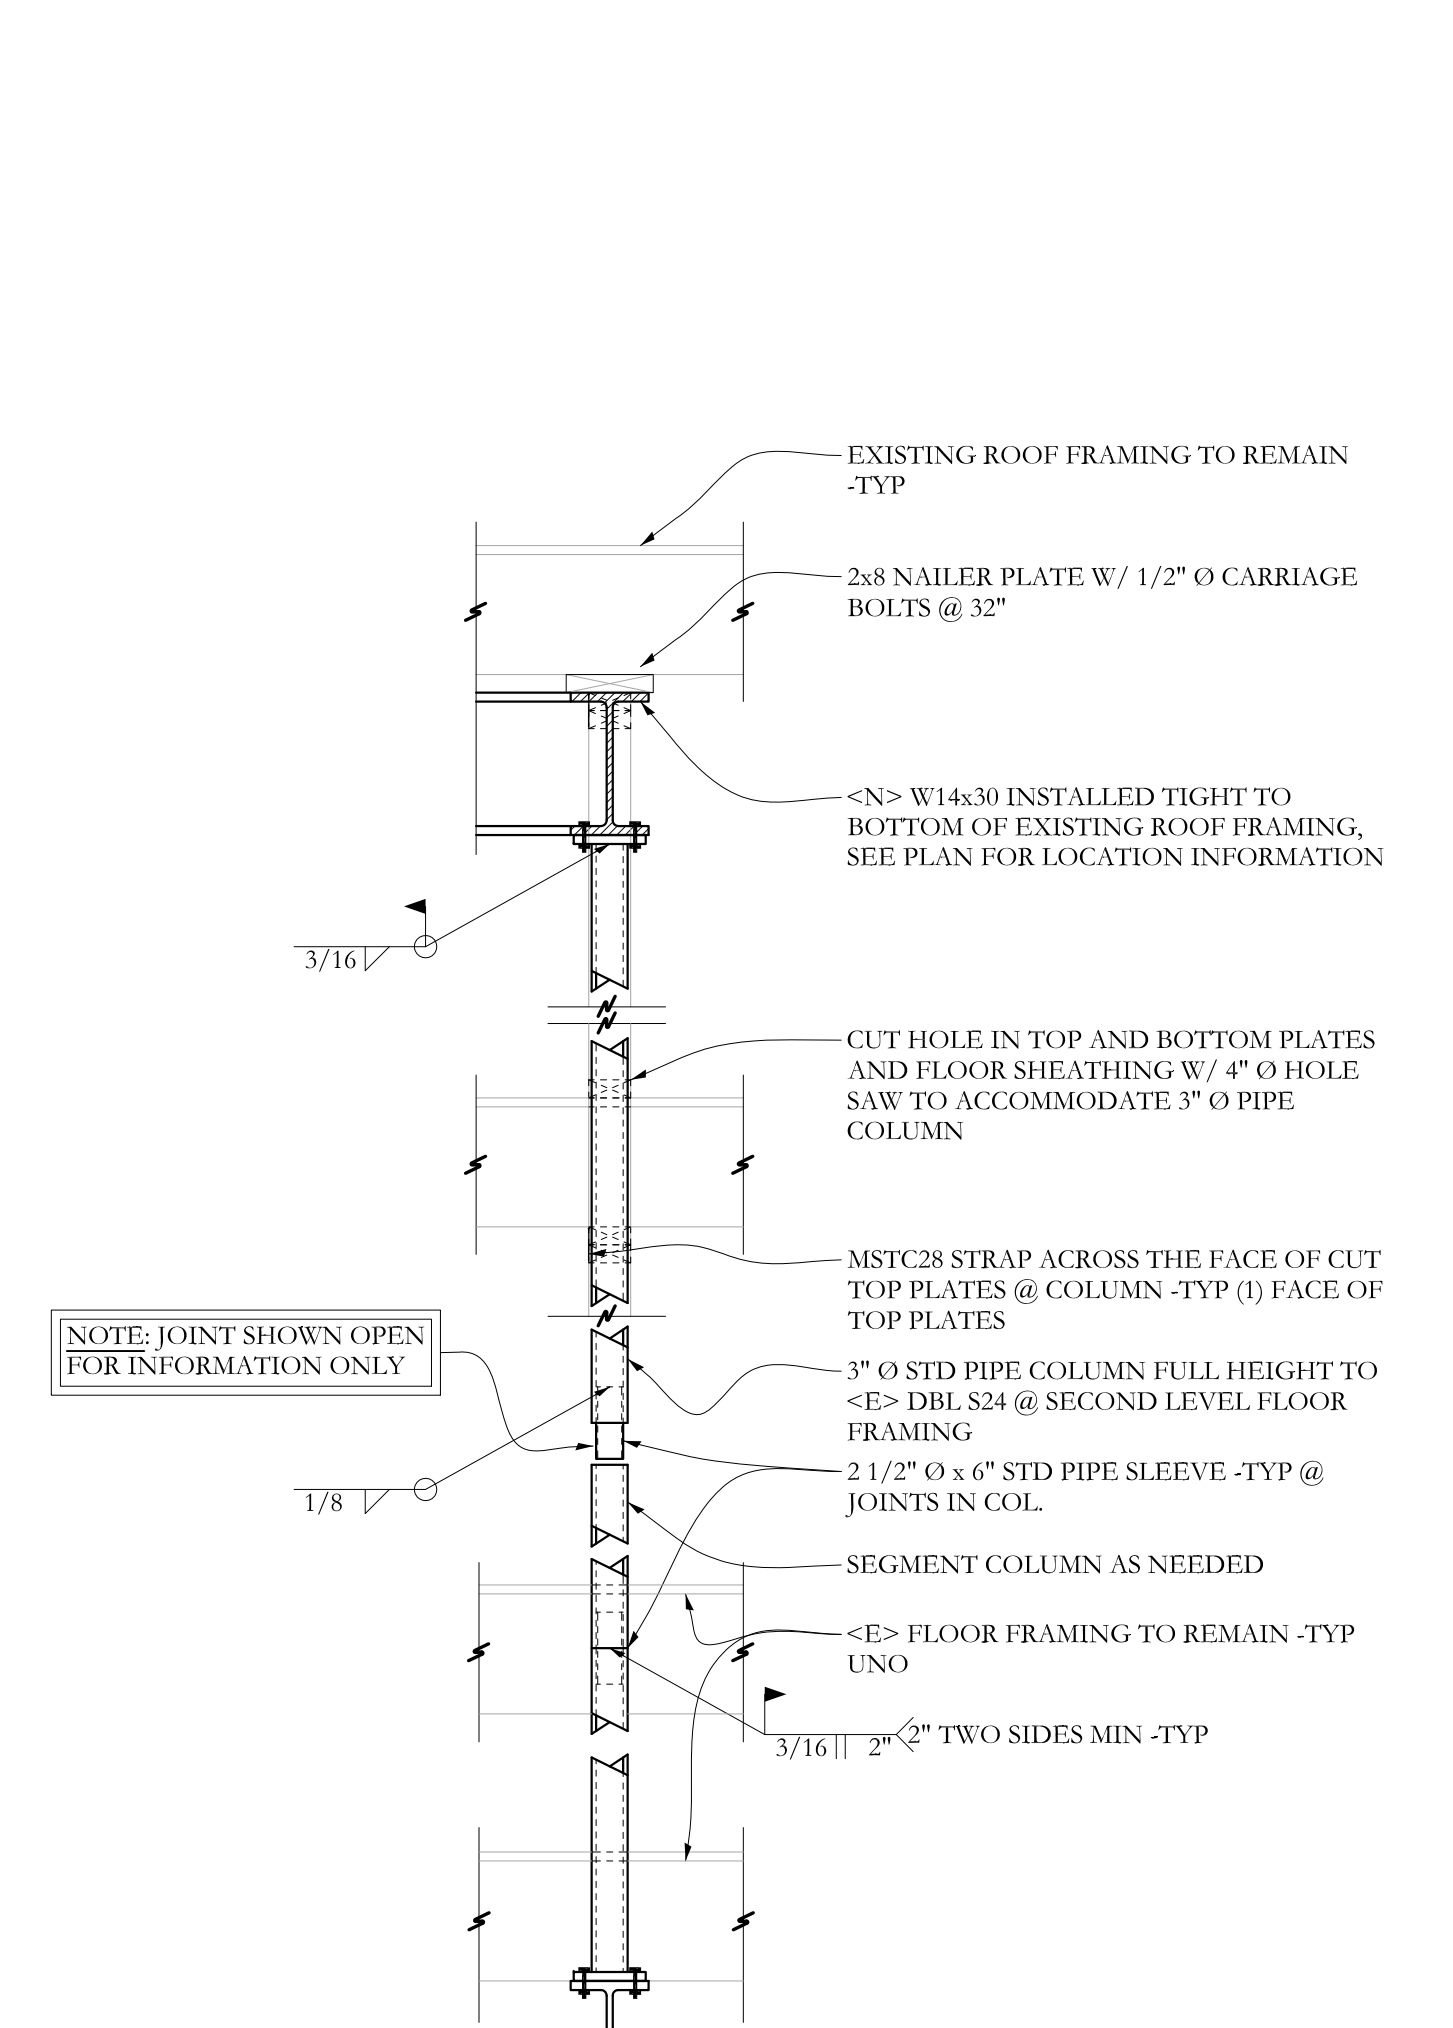 EXISTING ROOF FRAMING TO REMAIN
-TYP
2x8 NAILER PLATE W/ 1/2" Ø CARRIAGE
BOLTS @ 32"
<N> W14x30 INSTALLED TIGHT TO
BOTTOM OF EXISTING ROOF FRAMING,
SEE PLAN FOR LOCATION INFORMATION
3/16
CUT HOLE IN TOP AND BOTTOM PLATES
AND FLOOR SHEATHING W/ 4" Ø HOLE
SAW TO ACCOMMODATE 3" Ø PIPE
COLUMN
MSTC28 STRAP ACROSS THE FACE OF CUT
TOP PLATES @ COLUMN -TYP (1) FACE OF
TOP PLATES
NOTE: JOINT SHOWN OPEN
FOR INFORMATION ONLY
3" Ø STD PIPE COLUMN FULL HEIGHT TO
<E> DBL S24 @ SECOND LEVEL FLOOR
FRAMING
2 1/2" Ø x 6" STD PIPE SLEEVE -TYP @
JOINTS IN COL.
1/8
SEGMENT COLUMN AS NEEDED
<E> FLOOR FRAMING TO REMAIN -TYP
UNO
3/16 2" 2" TWO SIDES MIN -TYP